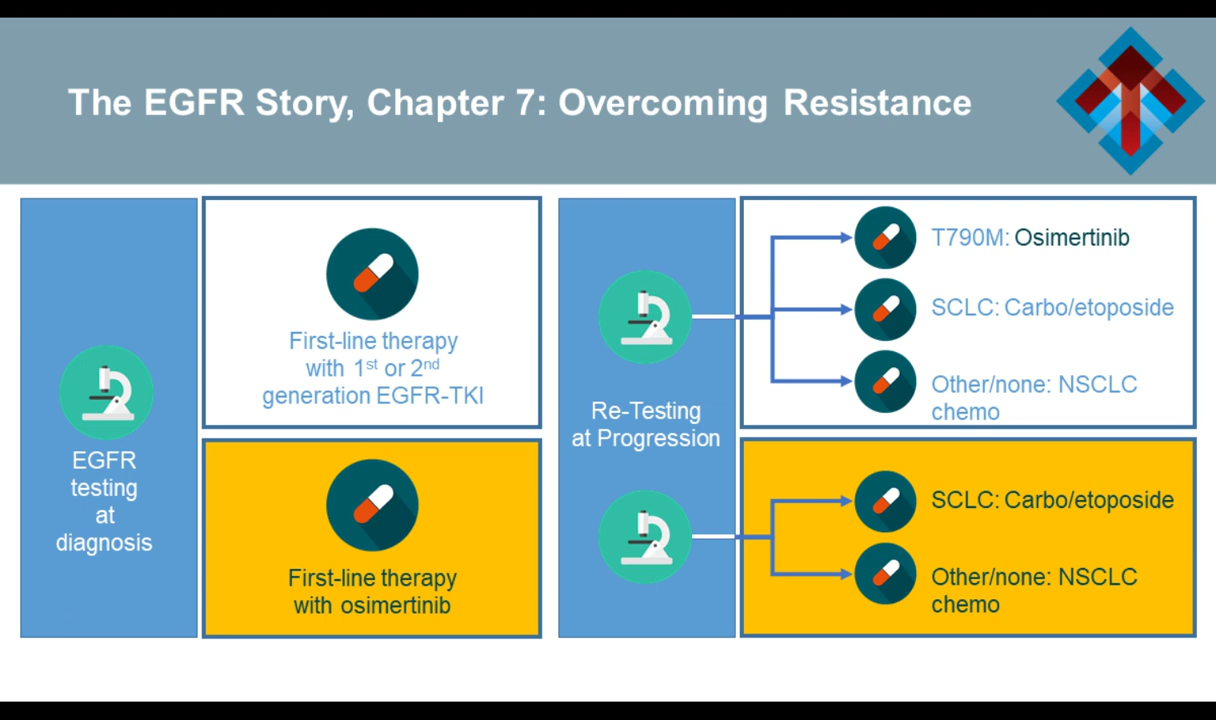 The EGFR Story, Chapter 7: Overcoming Resistance
EGFR
testing
at
diagnosis
First-line therapy
with 1st or 2nd
generation EGFR-TKI
First-line therapy
with osimertinib
Re-Testing
at Progression
T790M: Osimertinib
SCLC: Carbo/etoposide
Other/none: NSCLC
chemo
SCLC: Carbo/etoposide
Other/none: NSCLC
chemo